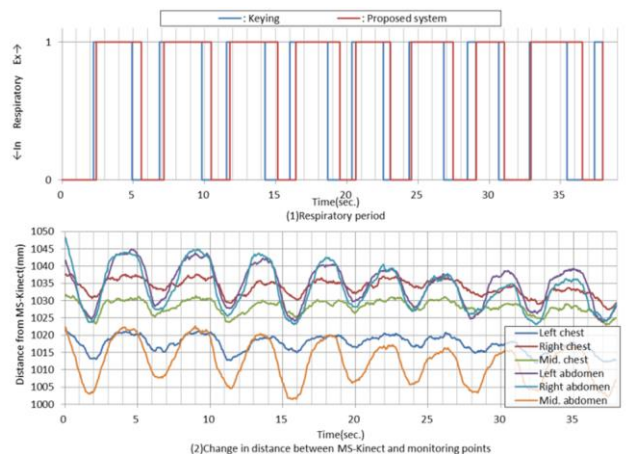 : Keying : Proposed system
←In Respiratory Ex→
1
0
0 5 10 15 20 25 30 35
Time(sec.)
(1)Respiratory period
Distance from MS-Kinect(mm)
1050
1045
1040
1035
1030
1025
1020
1015
1010
1005
1000
Left chest
Right chest
Mid. chest
Left abdomen
Right abdomen
Mid. abdomen
0 5 10 15 20 25 30 35
Time(sec.)
(2)Change in distance between MS-Kinect and monitoring points